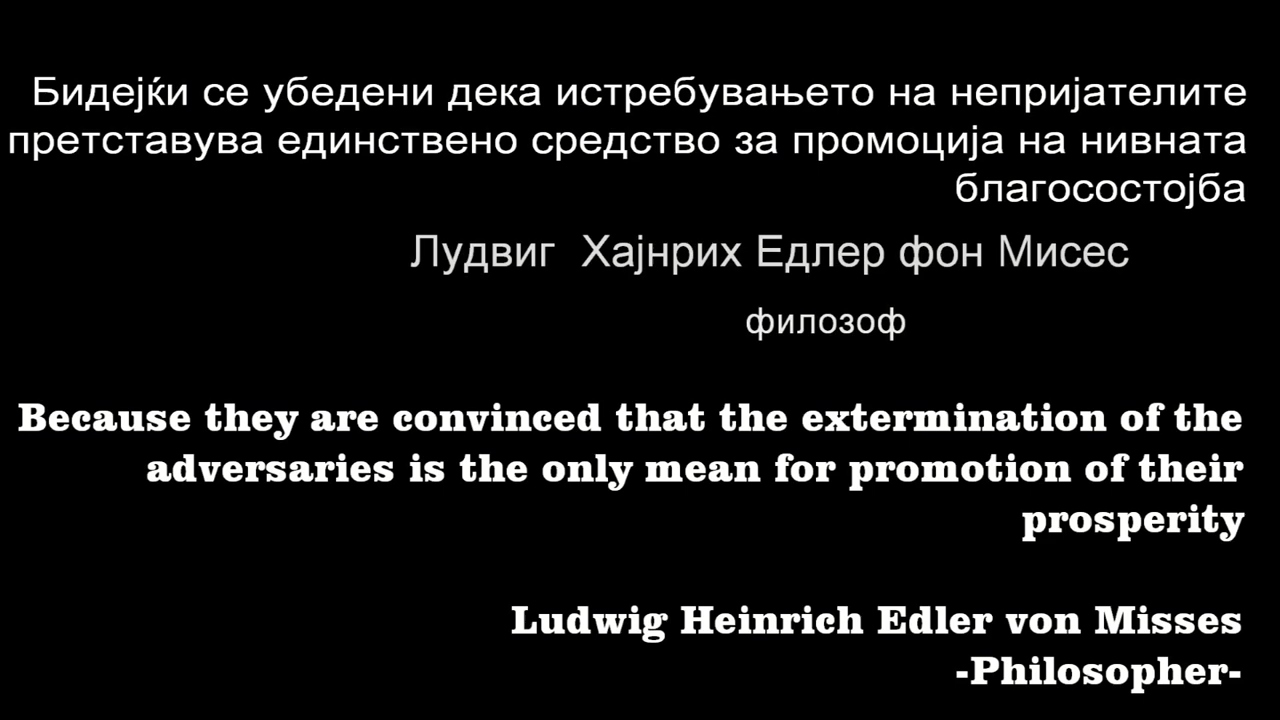 Бидејќи се убедени дека истребувањето на непријателите
претставува единствено средство за промоција на нивната
благосостојба
Лудвиг Хајнрих Едлер фон Мисес
филозоф
Because they are convinced that the extermination of the
adversaries is the only mean for promotion of their
prosperity
Ludwig Heinrich Edler von Misses
-Philosopher-